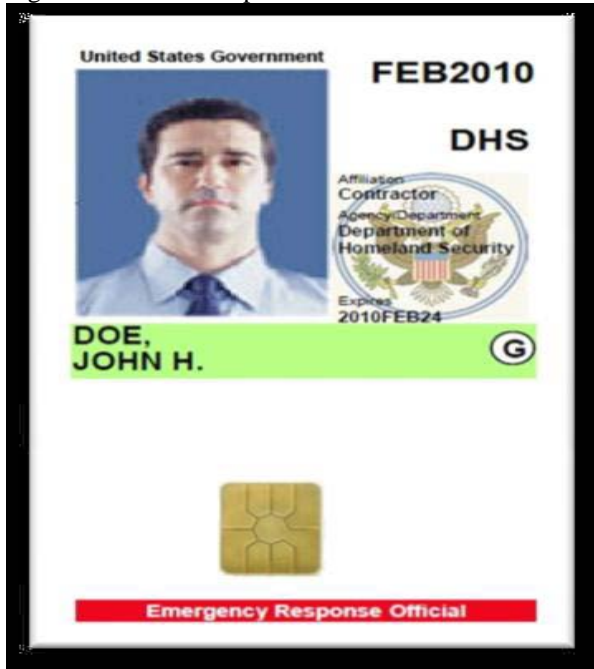 United States Government
FEB2010
DHS
Affiliation
Contractor
Agency/Department
Department of
Homeland Security
Expires
2010FEB24
DOE,
JOHN H.
G
Emergency Response Official